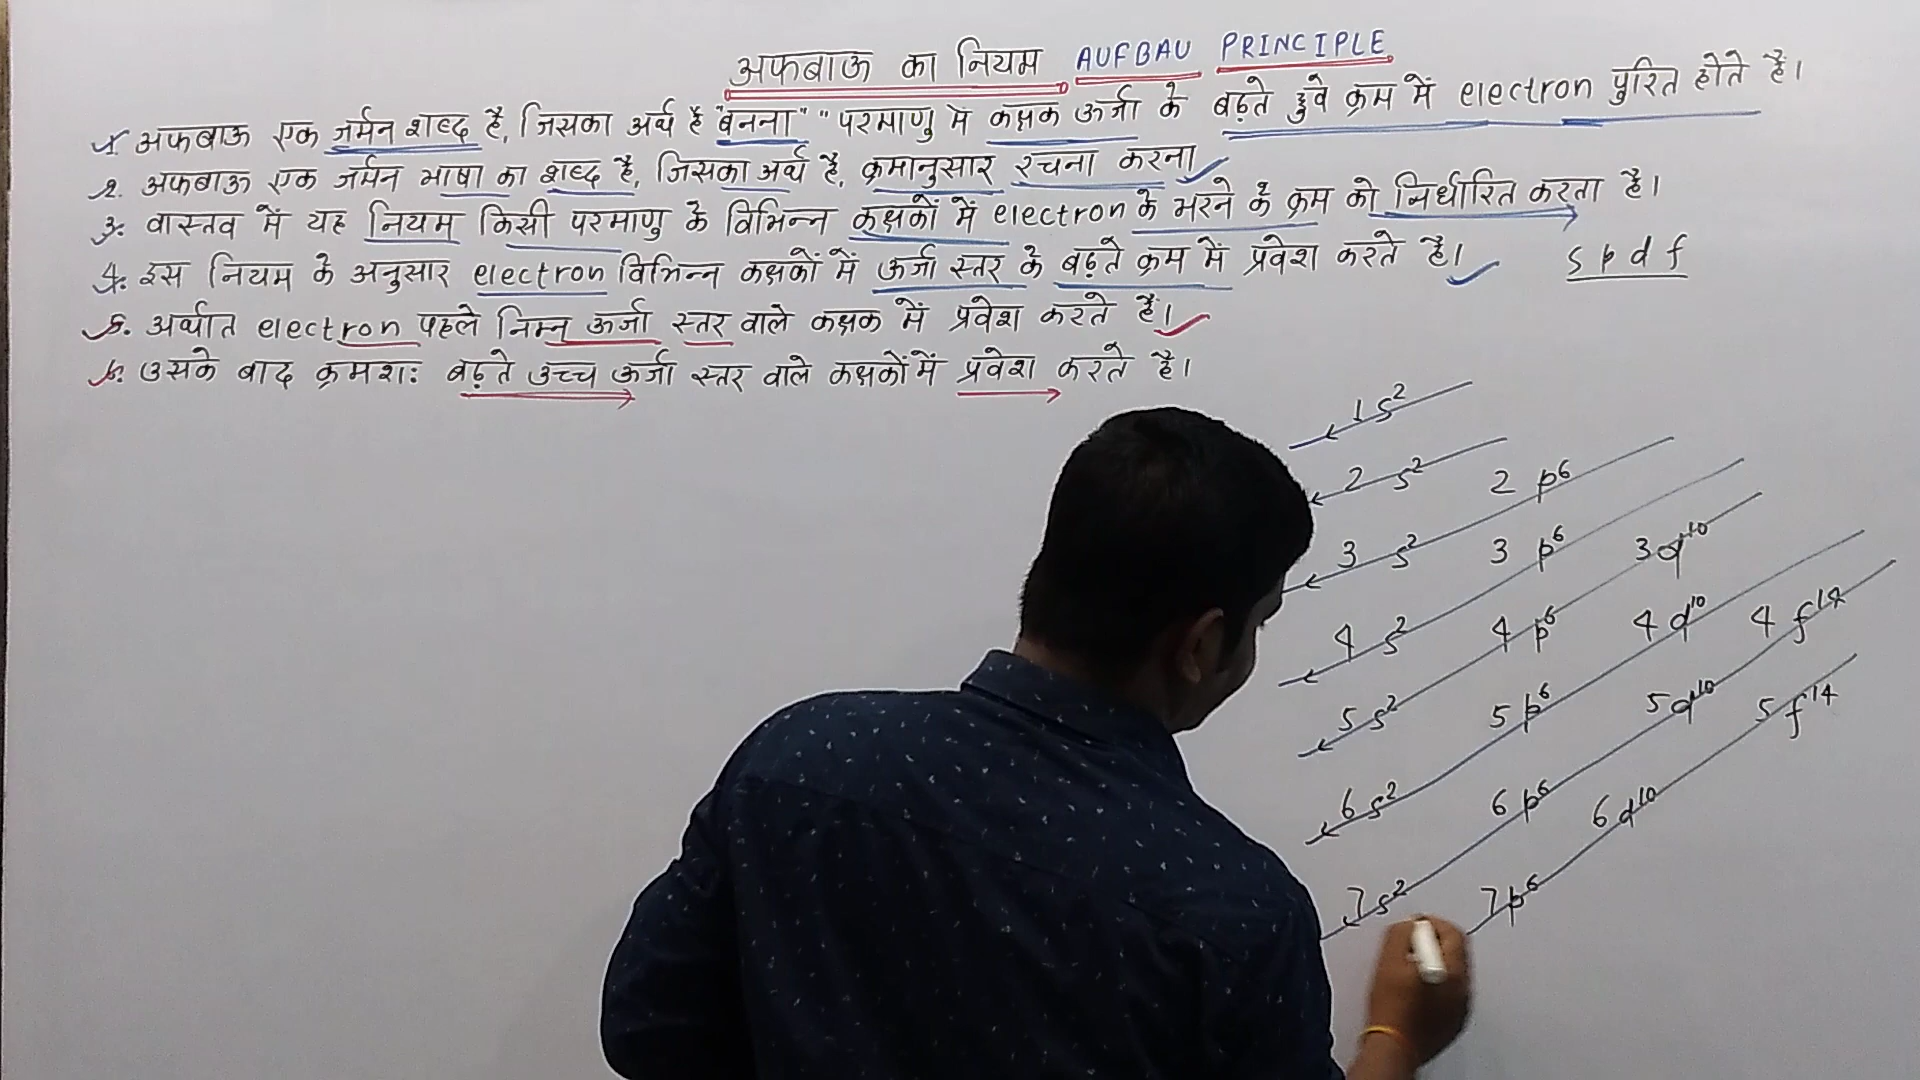 अफबाऊ का नियम AUFBAU PRINCIPLE
1. अफबाऊ एक जर्मन शब्द है, जिसका अर्थ है "बनना" "परमाणु में कक्षक ऊर्जा के बढ़ते हुवे क्रम में electron पुरित होते है।
2. अफबाऊ एक जर्मन भाषा का शब्द है, जिसका अर्थ है, क्रमानुसार रचना करना
3. वास्तव में यह नियम किसी परमाणु के विभिन्न कक्षकों में electron के भरने के क्रम को निर्धारित करता है।
4. इस नियम के अनुसार electron विभिन्न कक्षकों में ऊर्जा स्तर के बढ़ते क्रम में प्रवेश करते है।
s p d f
5. अर्थात electron पहले निम्न ऊर्जा स्तर वाले कक्षक में प्रवेश करते है।
6. उसके बाद क्रमशः बढ़ते उच्च ऊर्जा स्तर वाले कक्षकों में प्रवेश करते है।
1s²
2s² 2p⁶
3s² 3p⁶ 3d¹⁰
4s² 4p⁶ 4d¹⁰ 4f¹⁴
5s² 5p⁶ 5d¹⁰ 5f¹⁴
6s² 6p⁶ 6d¹⁰
7s² 7p⁶